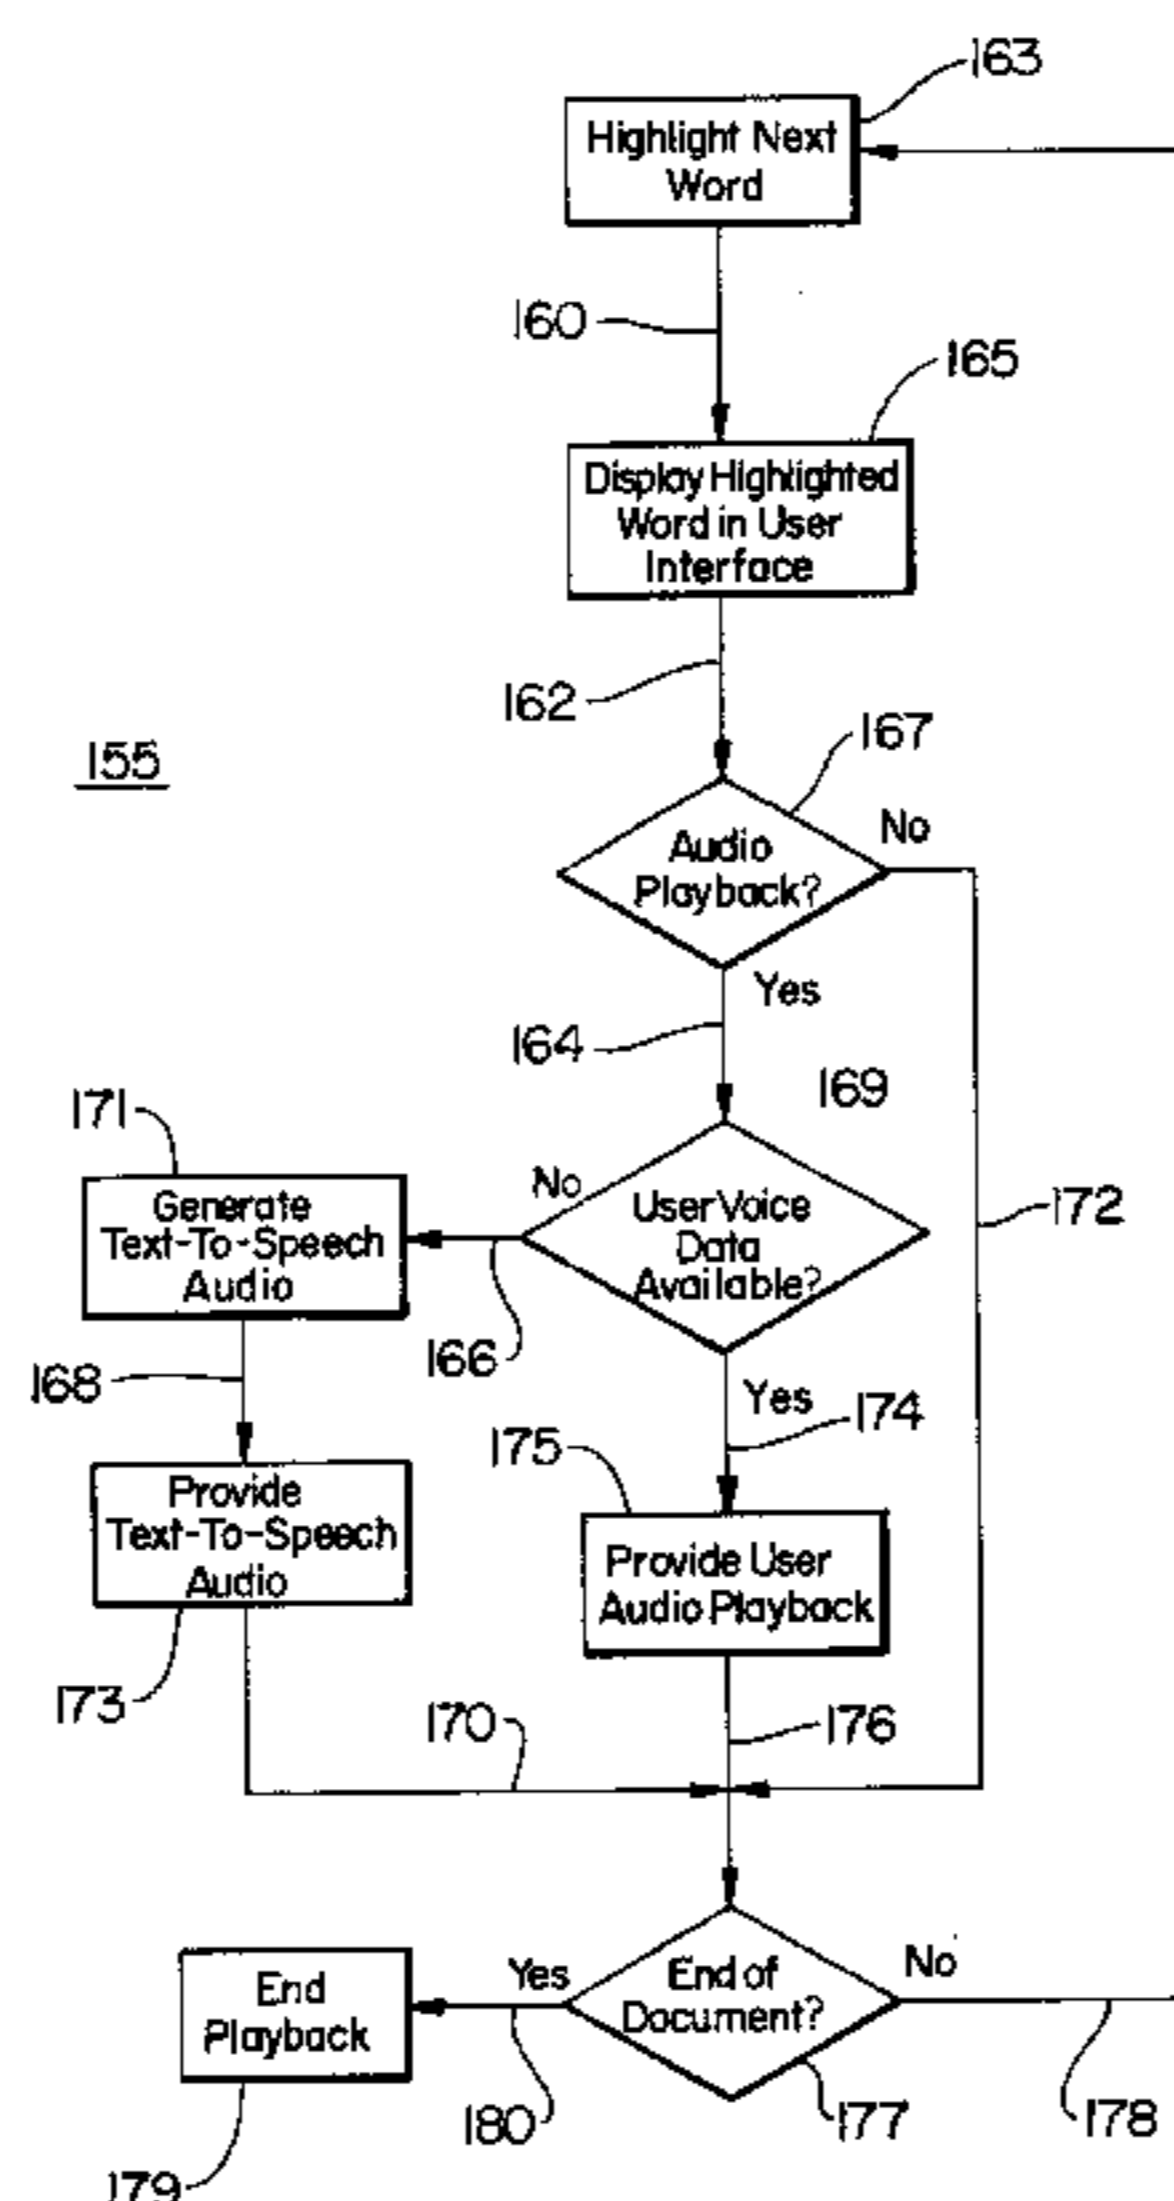 163
Highlight Next
Word
160
165
Display Highlighted
Word in User
Interface
162
155
167
No
Audio
Playback?
Yes
164
169
171
No
Generate
Text-To-Speech
Audio
User Voice
Data
Available?
172
166
168
Yes
174
175
Provide
Text-To-Speech
Audio
Provide User
Audio Playback
173
170
176
End
Playback
Yes
End of
Document?
No
180
177
178
179